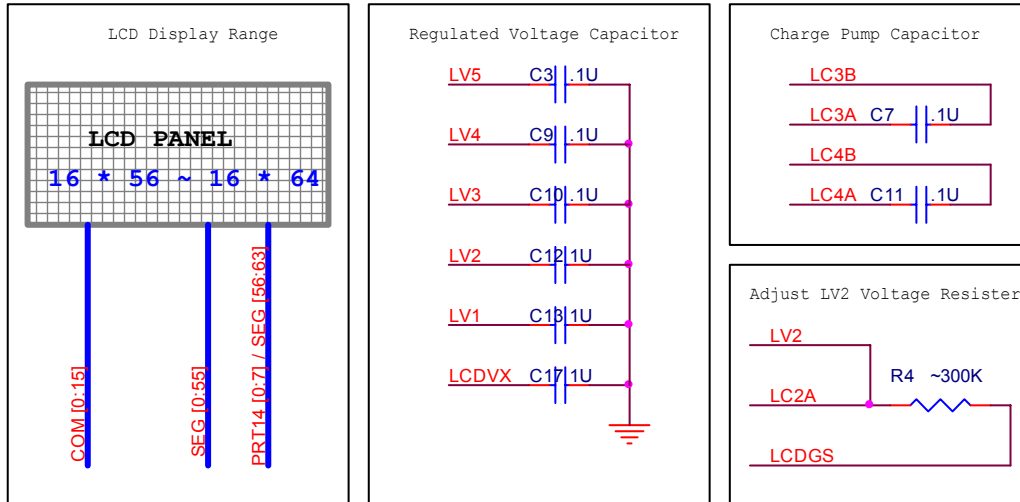 LCD Display Range
LCD PANEL
16 * 56 ~ 16 * 64
COM [0:15]
SEG [0:55]
PRT14 [0:7] / SEG [56:63]
Regulated Voltage Capacitor
LV5 C3 .1U
LV4 C9 .1U
LV3 C10 .1U
LV2 C12 .1U
LV1 C13 .1U
LCDVX C17 .1U
Charge Pump Capacitor
LC3B
LC3A C7 .1U
LC4B
LC4A C11 .1U
Adjust LV2 Voltage Resister
LV2
R4 ~300K
LC2A
LCDGS